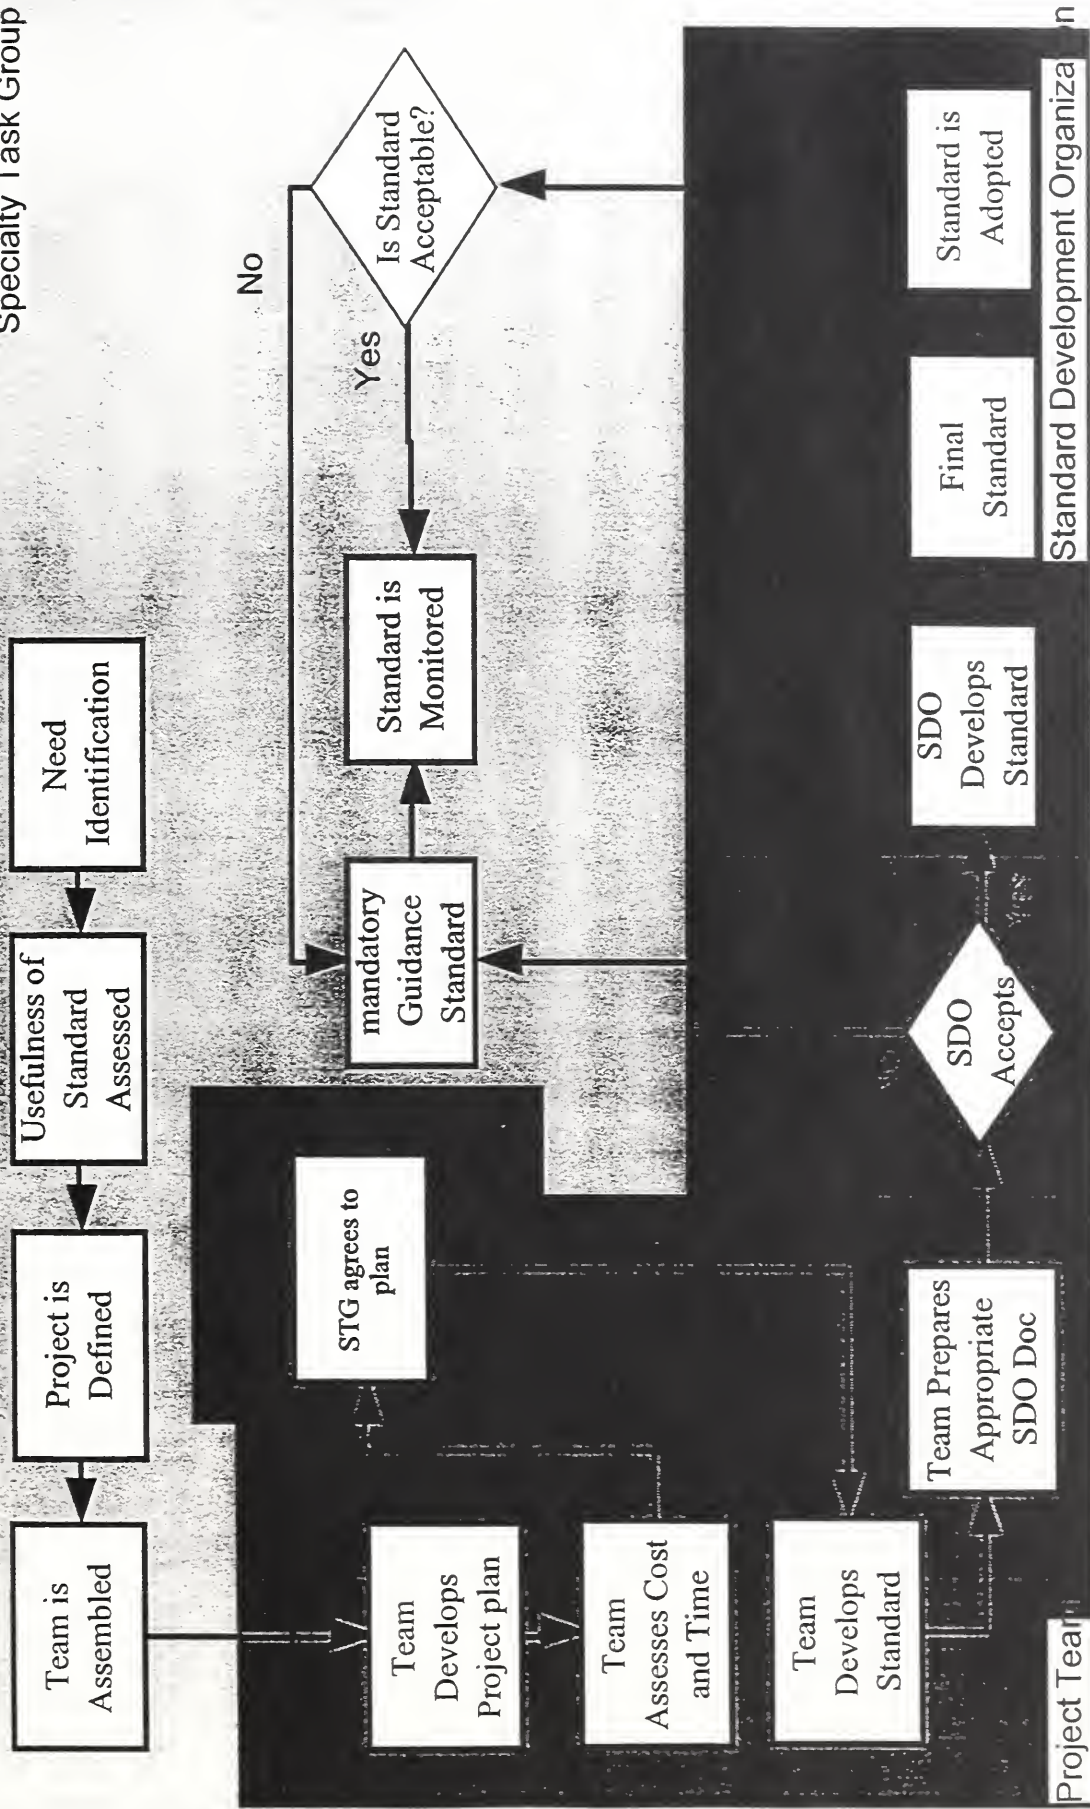 Specialty Task Group
Team is
Assembled
Project is
Defined
Usefulness of
Standard
Assessed
Need
Identification
No
Yes
Is Standard
Acceptable?
STG agrees to
plan
mandatory
Guidance
Standard
Standard is
Monitored
Team
Develops
Project plan
Team
Assesses Cost
and Time
Team
Develops
Standard
Team Prepares
Appropriate
SDO Doc
SDO
Accepts
Yes
SDO
Develops
Standard
Final
Standard
Standard is
Adopted
Project Team
Standard Development Organiza n